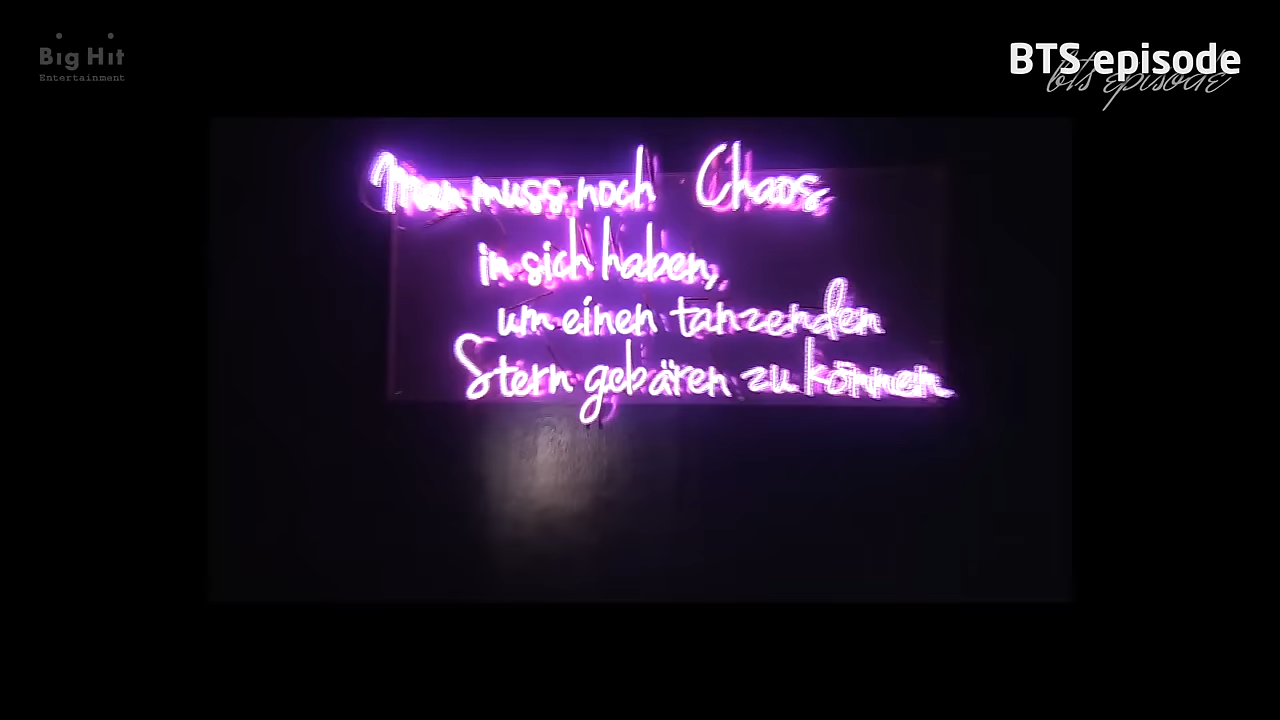 Big Hit
Entertainment
BTS episode
bts episode
Man muss noch Chaos
in sich haben,
um einen tanzenden
Stern gebären zu können